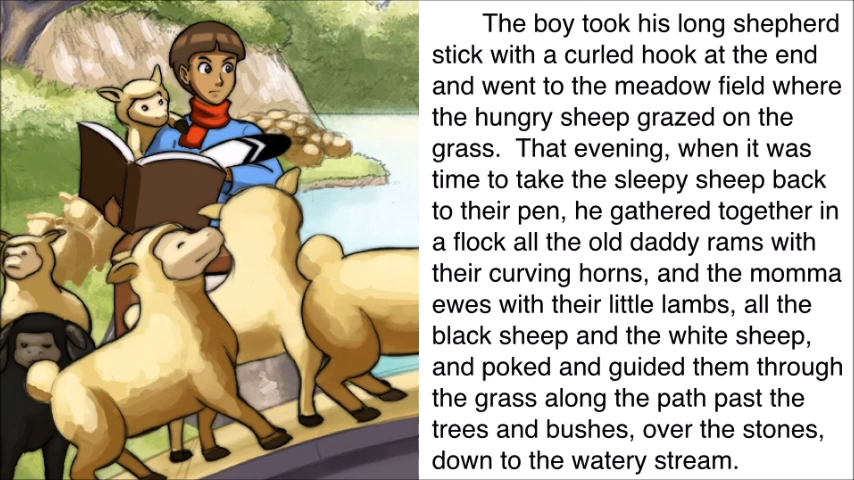 The boy took his long shepherd
stick with a curled hook at the end
and went to the meadow field where
the hungry sheep grazed on the
grass.  That evening, when it was
time to take the sleepy sheep back
to their pen, he gathered together in
a flock all the old daddy rams with
their curving horns, and the momma
ewes with their little lambs, all the
black sheep and the white sheep,
and poked and guided them through
the grass along the path past the
trees and bushes, over the stones,
down to the watery stream.